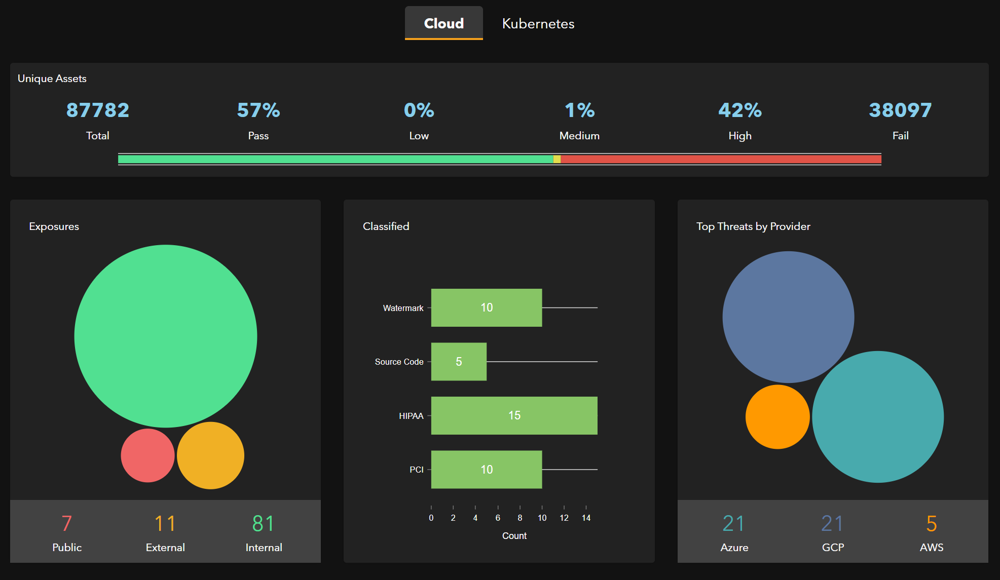 Cloud Kubernetes
Unique Assets
87782 57% 0% 1% 42% 38097
Total Pass Low Medium High Fail
Exposures
7 11 81
Public External Internal
Classified
Watermark 10
Source Code 5
HIPAA 15
PCI 10
0 2 4 6 8 10 12 14
Count
Top Threats by Provider
21 21 5
Azure GCP AWS